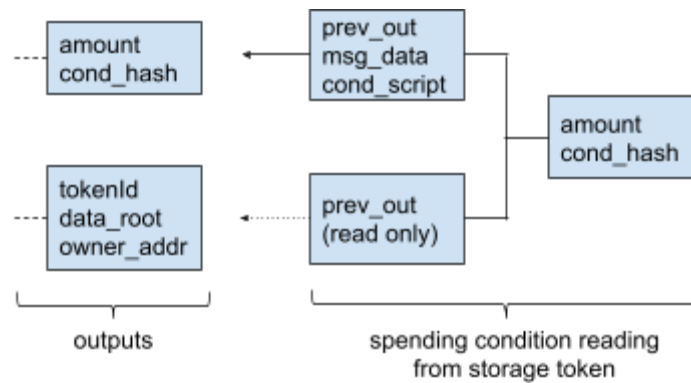 amount
cond_hash
prev_out
msg_data
cond_script
amount
cond_hash
tokenId
data_root
owner_addr
prev_out
(read only)
outputs
spending condition reading
from storage token